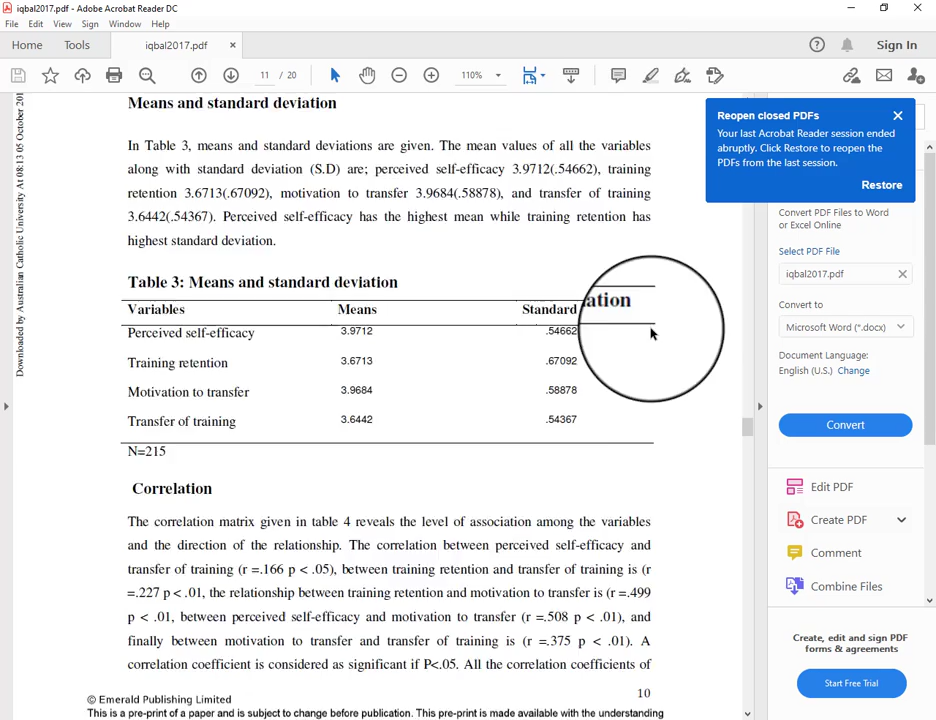 iqbal2017.pdf - Adobe Acrobat Reader DC
File Edit View Sign Window Help
Home Tools iqbal2017.pdf × Sign In
11 / 20 110%
Downloaded by Australian Catholic University At 08:13 05 October 201
Means and standard deviation
In Table 3, means and standard deviations are given. The mean values of all the variables
along with standard deviation (S.D) are; perceived self-efficacy 3.9712(.54662), training
retention 3.6713(.67092), motivation to transfer 3.9684(.58878), and transfer of training
3.6442(.54367). Perceived self-efficacy has the highest mean while training retention has
highest standard deviation.
Table 3: Means and standard deviation
Variables Means Standard ation
Perceived self-efficacy 3.9712 .54662
Training retention 3.6713 .67092
Motivation to transfer 3.9684 .58878
Transfer of training 3.6442 .54367
N=215
Correlation
The correlation matrix given in table 4 reveals the level of association among the variables
and the direction of the relationship. The correlation between perceived self-efficacy and
transfer of training (r =.166 p < .05), between training retention and transfer of training is (r
=.227 p < .01, the relationship between training retention and motivation to transfer is (r =.499
p < .01, between perceived self-efficacy and motivation to transfer (r =.508 p < .01), and
finally between motivation to transfer and transfer of training is (r =.375 p < .01). A
correlation coefficient is considered as significant if P<.05. All the correlation coefficients of
10
© Emerald Publishing Limited
This is a pre-print of a paper and is subject to change before publication. This pre-print is made available with the understanding
Reopen closed PDFs
Your last Acrobat Reader session ended
abruptly. Click Restore to reopen the
PDFs from the last session.
Restore
Convert PDF Files to Word
or Excel Online
Select PDF File
iqbal2017.pdf
Convert to
Microsoft Word (*.docx)
Document Language:
English (U.S.) Change
Convert
Edit PDF
Create PDF
Comment
Combine Files
Create, edit and sign PDF
forms & agreements
Start Free Trial